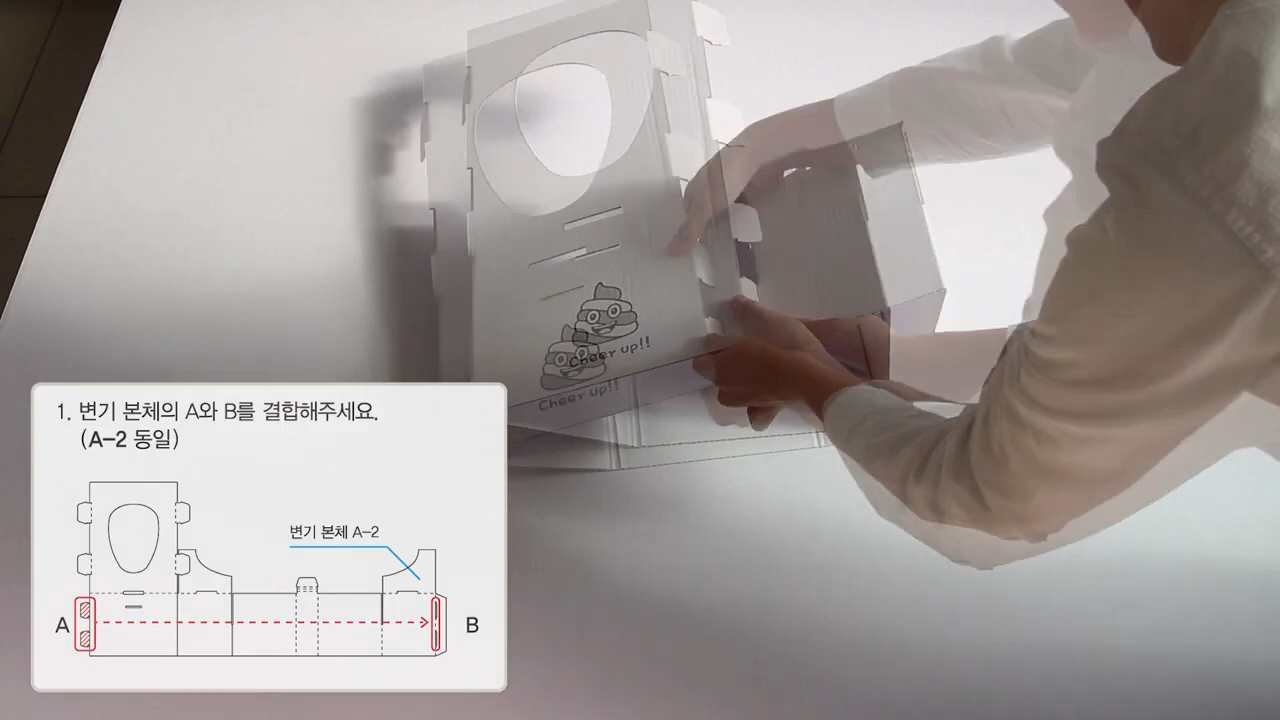 Cheer up!!
Cheer up!!
1. 변기 본체의 A와 B를 결합해주세요.
(A-2 동일)
변기 본체 A-2
A
B